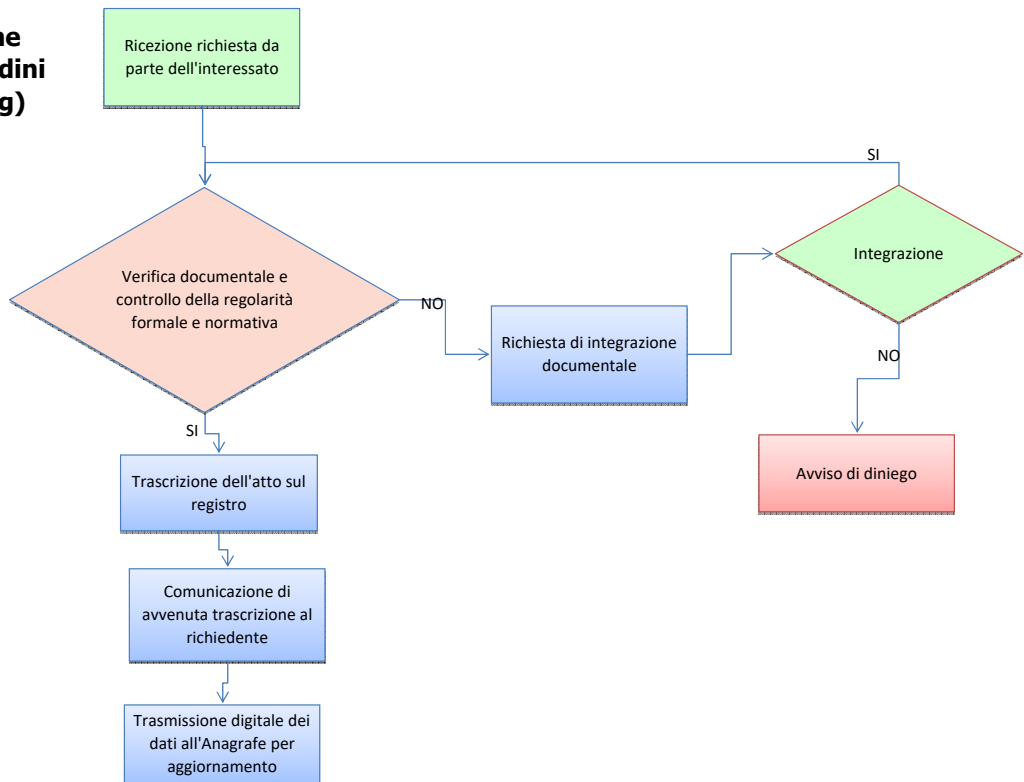 ne
dini
g)
Ricezione richiesta da
parte dell'interessato
SI
Verifica documentale e
controllo della regolarità
formale e normativa
Integrazione
NO
Richiesta di integrazione
documentale
NO
SI
Trascrizione dell'atto sul
registro
Avviso di diniego
Comunicazione di
avvenuta trascrizione al
richiedente
Trasmissione digitale dei
dati all'Anagrafe per
aggiornamento